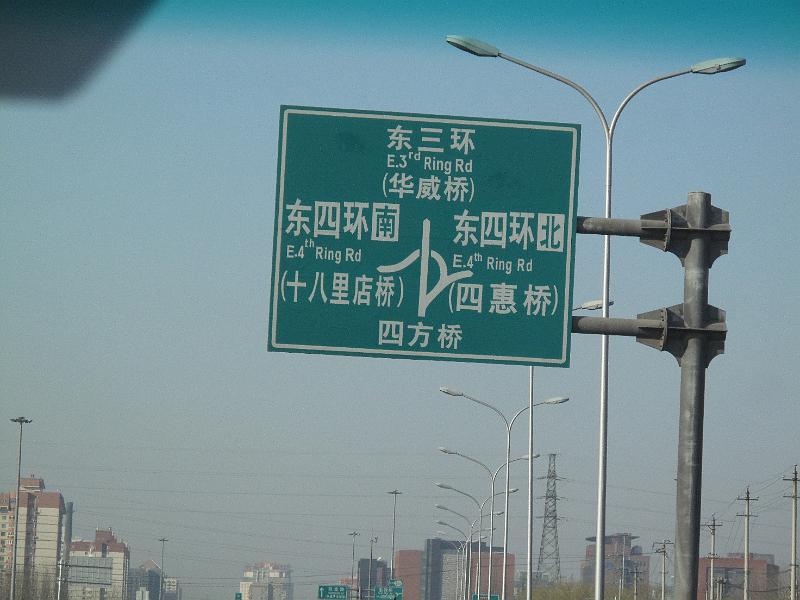 东三环
E.3rd Ring Rd
(华威桥)
东四环南
E.4th Ring Rd
(十八里店桥)
东四环北
E.4th Ring Rd
(四惠桥)
四方桥